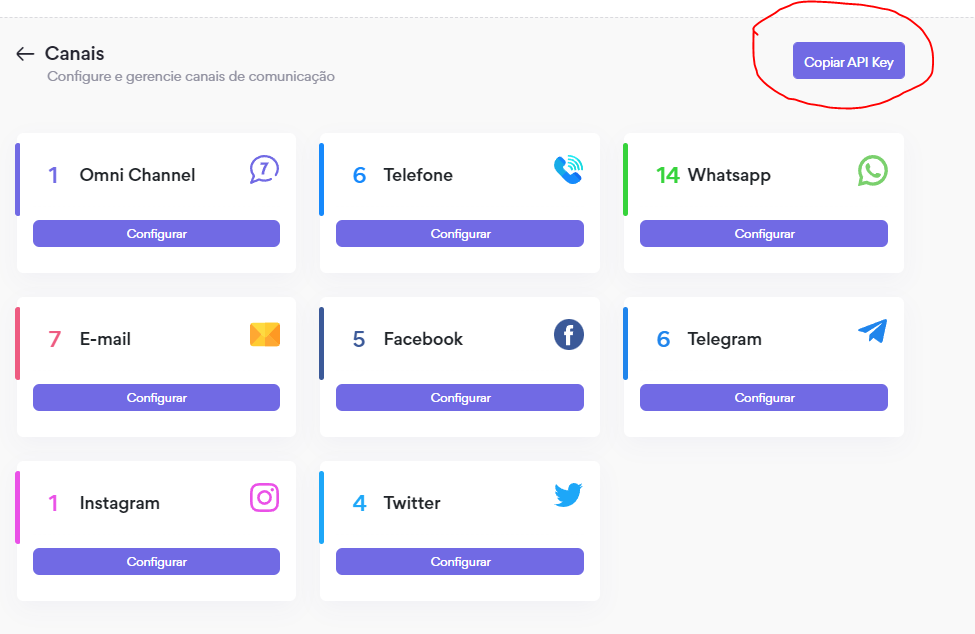 Canais
Configure e gerencie canais de comunicação
Copiar API Key
1 Omni Channel 7
Configurar
6 Telefone
Configurar
14 Whatsapp
Configurar
7 E-mail
Configurar
5 Facebook f
Configurar
6 Telegram
Configurar
1 Instagram
Configurar
4 Twitter
Configurar